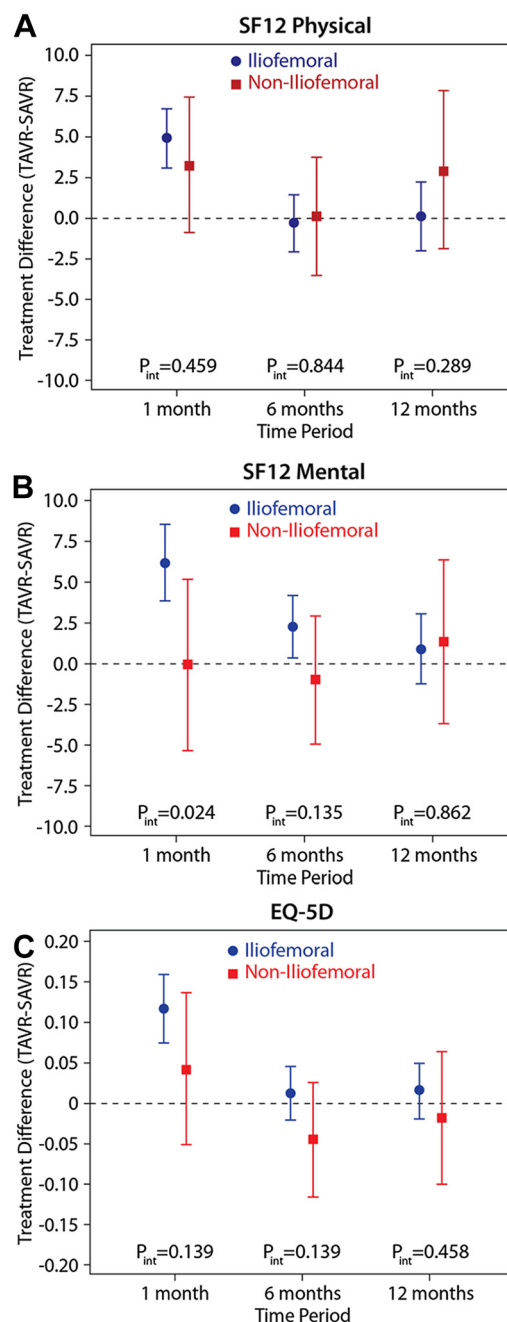 A
SF12 Physical
Iliofemoral
Non-Iliofemoral
Treatment Difference (TAVR-SAVR)
10.0
7.5
5.0
2.5
0.0
-2.5
-5.0
-7.5
-10.0
Pint=0.459 Pint=0.844 Pint=0.289
1 month 6 months 12 months
Time Period
B
SF12 Mental
Iliofemoral
Non-Iliofemoral
Treatment Difference (TAVR-SAVR)
10.0
7.5
5.0
2.5
0.0
-2.5
-5.0
-7.5
-10.0
Pint=0.024 Pint=0.135 Pint=0.862
1 month 6 months 12 months
Time Period
C
EQ-5D
Iliofemoral
Non-Iliofemoral
Treatment Difference (TAVR-SAVR)
0.20
0.15
0.10
0.05
0
-0.05
-0.10
-0.15
-0.20
Pint=0.139 Pint=0.139 Pint=0.458
1 month 6 months 12 months
Time Period